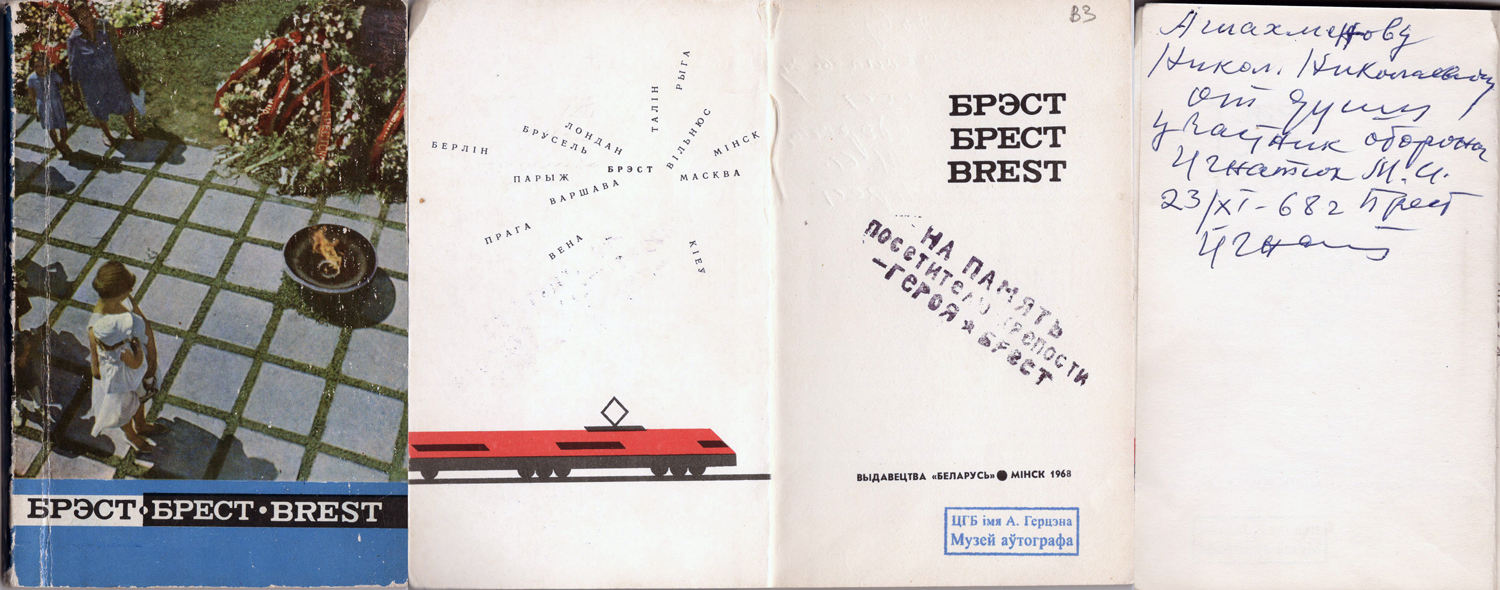 БРЭСТ • БРЕСТ • BREST
ТАЛІН
РЫГА
ЛОНДАН
БРУСЕЛЬ
ВІЛЬНЮС
МІНСК
БЕРЛІН
БРЭСТ
ПАРЫЖ
МАСКВА
ВАРШАВА
ПРАГА
ВЕНА
КІЕЎ
ВЗ
БРЭСТ
БРЕСТ
BREST
НА ПАМЯТЬ
посетителю крепости
–ГЕРОЯ * БРЕСТ
ВЫДАВЕЦТВА «БЕЛАРУСЬ» ● МІНСК 1968
ЦГБ імя А. Герцэна
Музей аўтографа
Никол. Николаевичу
от души
участник обороны
Игнатюк М.И.
23/XI-68г Брест